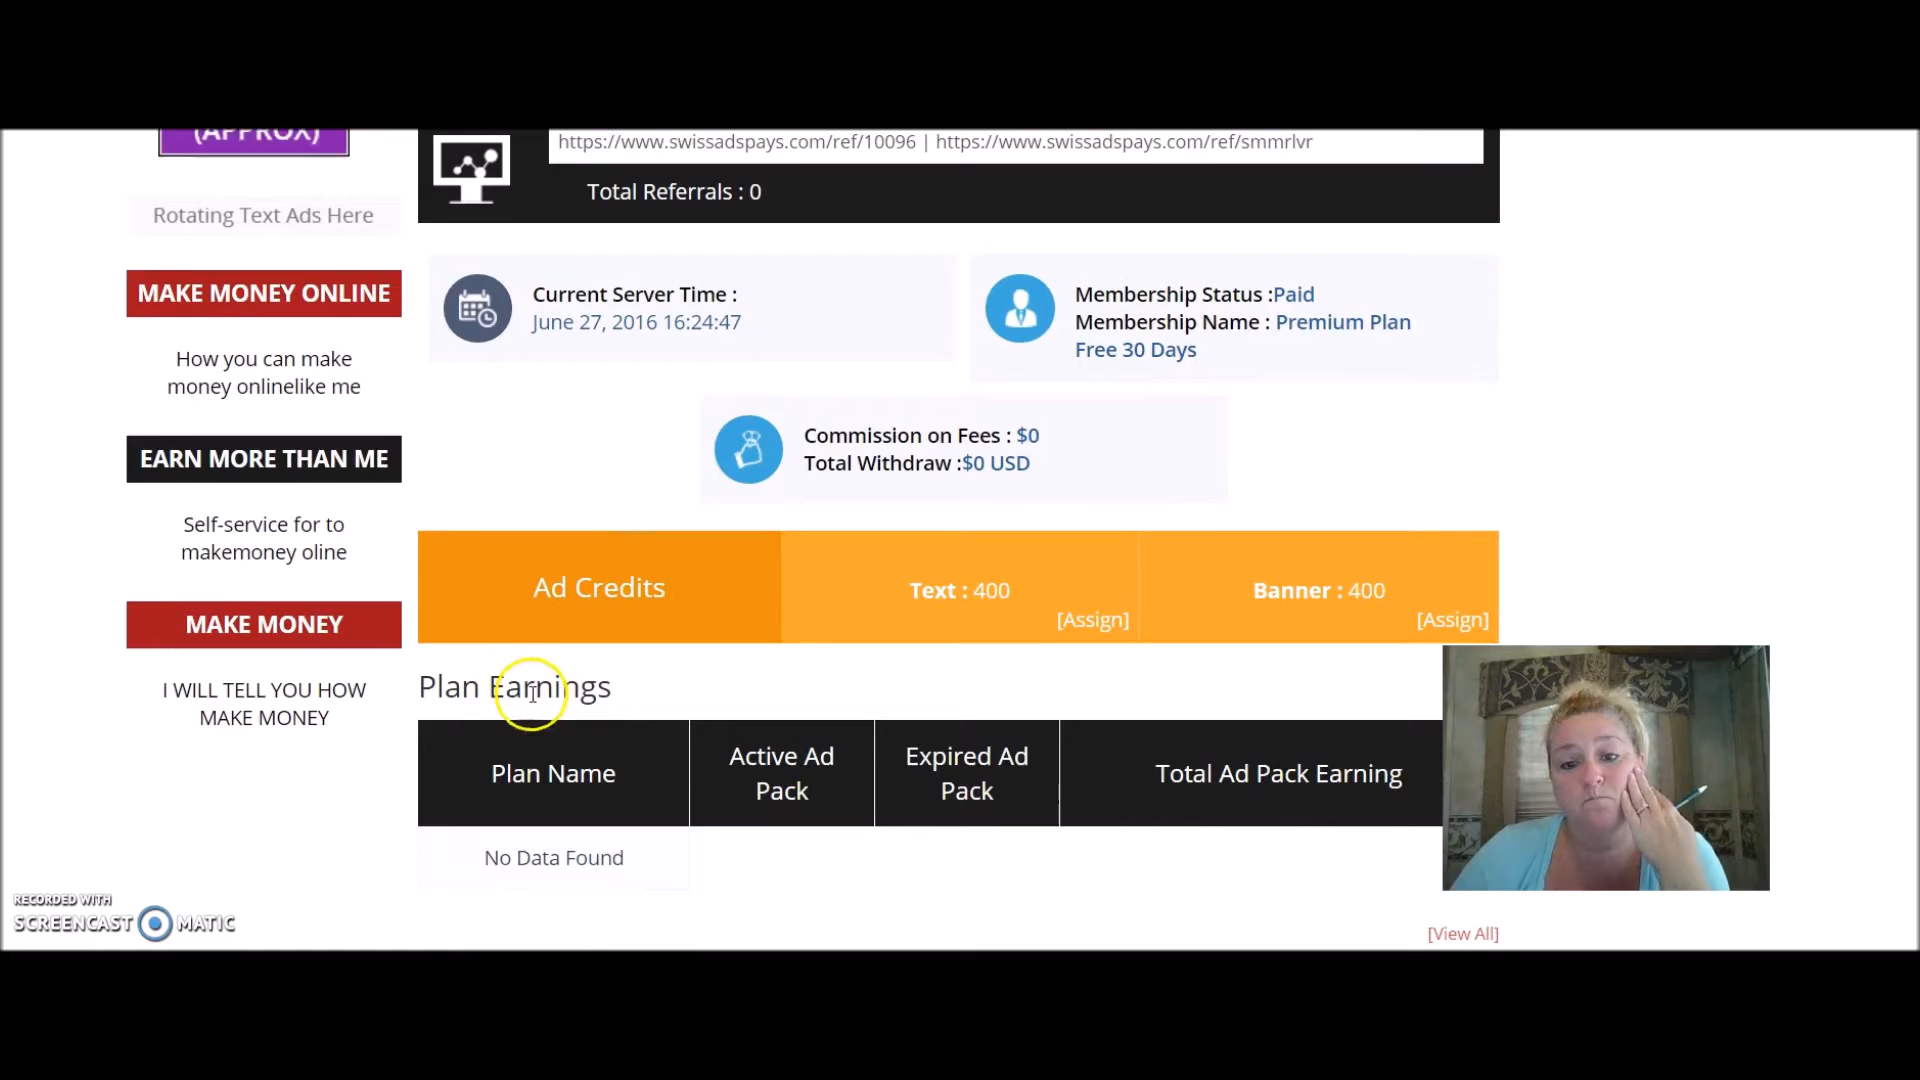 (APPROX)
Rotating Text Ads Here
MAKE MONEY ONLINE
How you can make
money onlinelike me
EARN MORE THAN ME
Self-service for to
makemoney oline
MAKE MONEY
I WILL TELL YOU HOW
MAKE MONEY
https://www.swissadspays.com/ref/10096 | https://www.swissadspays.com/ref/smmrlvr
Total Referrals : 0
Current Server Time :
June 27, 2016 16:24:47
Membership Status :Paid
Membership Name : Premium Plan
Free 30 Days
Commission on Fees : $0
Total Withdraw :$0 USD
Ad Credits
Text : 400
[Assign]
Banner : 400
[Assign]
Plan Earnings
Plan Name
Active Ad
Pack
Expired Ad
Pack
Total Ad Pack Earning
No Data Found
[View All]
RECORDED WITH
SCREENCAST MATIC